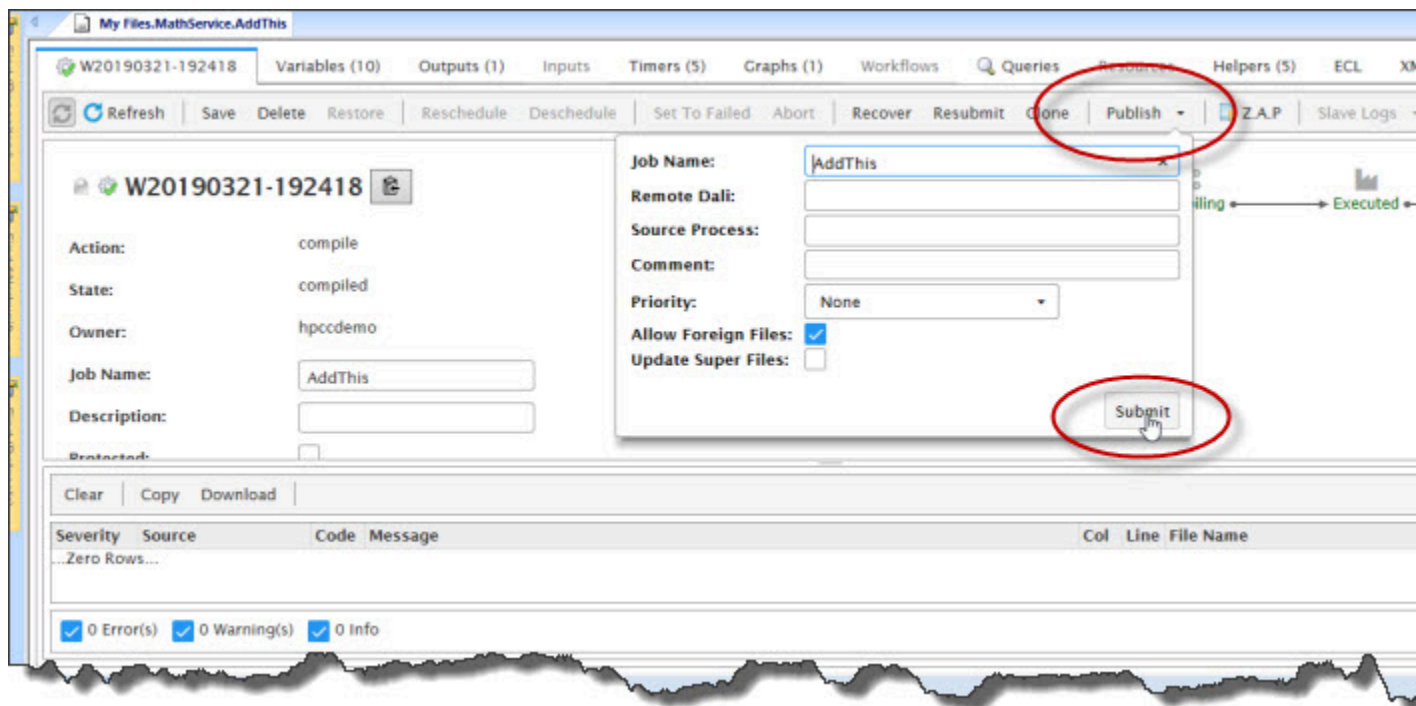 My Files.MathService.AddThis
W20190321-192418 Variables (10) Outputs (1) Inputs Timers (5) Graphs (1) Workflows Queries Resources Helpers (5) ECL
Refresh Save Delete Restore Reschedule Deschedule Set To Failed Abort Recover Resubmit Clone Publish Z.A.P Slave Logs
W20190321-192418
Action: compile
State: compiled
Owner: hpccdemo
Job Name: AddThis
Description:
Protected:
Job Name: AddThis x
Remote Dali:
Source Process:
Comment:
Priority: None
Allow Foreign Files:
Update Super Files:
Submit
Executed
Clear Copy Download
Severity Source Code Message Col Line File Name
...Zero Rows...
0 Error(s) 0 Warning(s) 0 Info